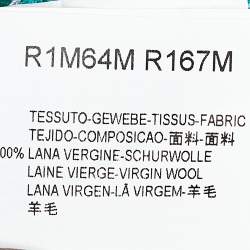 R1M64M R167M
TESSUTO-GEWEBE-TISSUS-FABRIC
TEJIDO-COMPOSICAO-面料-面料
00% LANA VERGINE-SCHURWOLLE
LAINE VIERGE-VIRGIN WOOL
LANA VIRGEN-LÃ VIRGEM-羊毛
羊毛